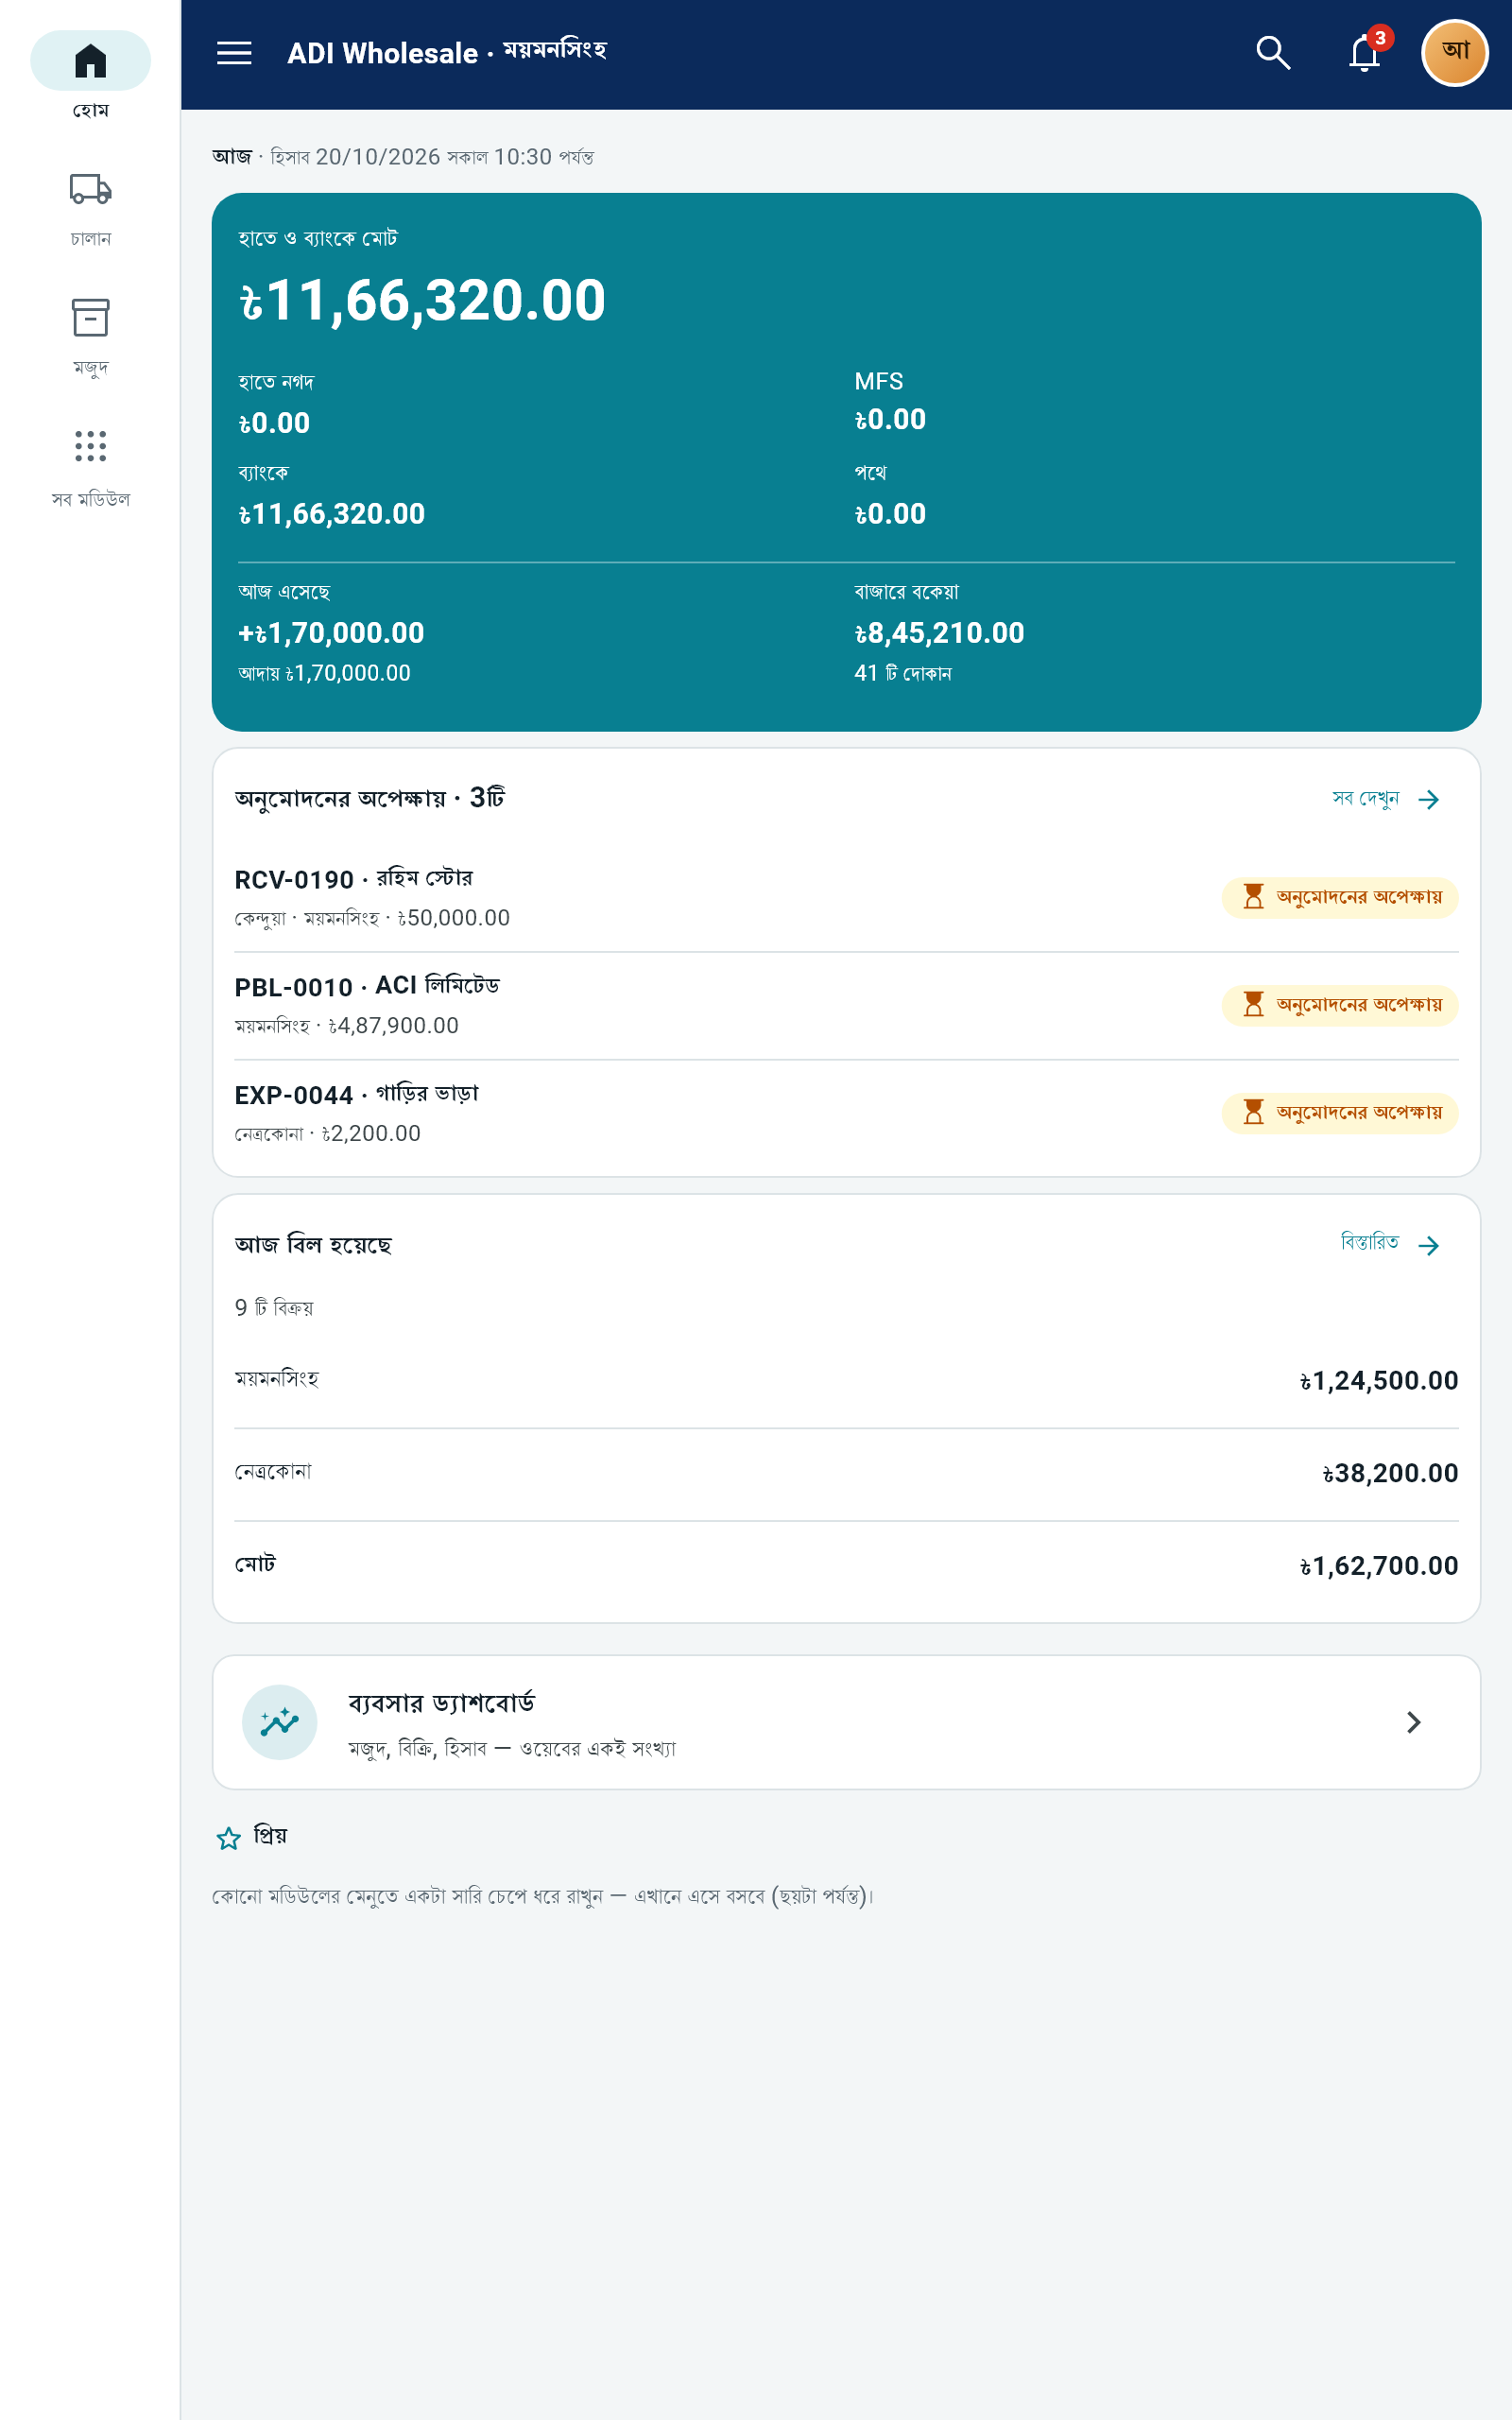 হোম
চালান
মজুদ
সব মডিউল
ADI Wholesale · ময়মনসিংহ
3
আ
আজ · হিসাব 20/10/2026 সকাল 10:30 পর্যন্ত
হাতে ও ব্যাংকে মোট
৳11,66,320.00
হাতে নগদ
৳0.00
MFS
৳0.00
ব্যাংকে
৳11,66,320.00
পথে
৳0.00
আজ এসেছে
+৳1,70,000.00
আদায় ৳1,70,000.00
বাজারে বকেয়া
৳8,45,210.00
41 টি দোকান
অনুমোদনের অপেক্ষায় · 3টি
সব দেখুন
RCV-0190 · রহিম স্টোর
কেন্দুয়া · ময়মনসিংহ · ৳50,000.00
অনুমোদনের অপেক্ষায়
PBL-0010 · ACI লিমিটেড
ময়মনসিংহ · ৳4,87,900.00
অনুমোদনের অপেক্ষায়
EXP-0044 · গাড়ির ভাড়া
নেত্রকোনা · ৳2,200.00
অনুমোদনের অপেক্ষায়
আজ বিল হয়েছে
বিস্তারিত
9 টি বিক্রয়
ময়মনসিংহ ৳1,24,500.00
নেত্রকোনা ৳38,200.00
মোট ৳1,62,700.00
ব্যবসার ড্যাশবোর্ড
মজুদ, বিক্রি, হিসাব — ওয়েবের একই সংখ্যা
প্রিয়
কোনো মডিউলের মেনুতে একটা সারি চেপে ধরে রাখুন — এখানে এসে বসবে (ছয়টা পর্যন্ত)।